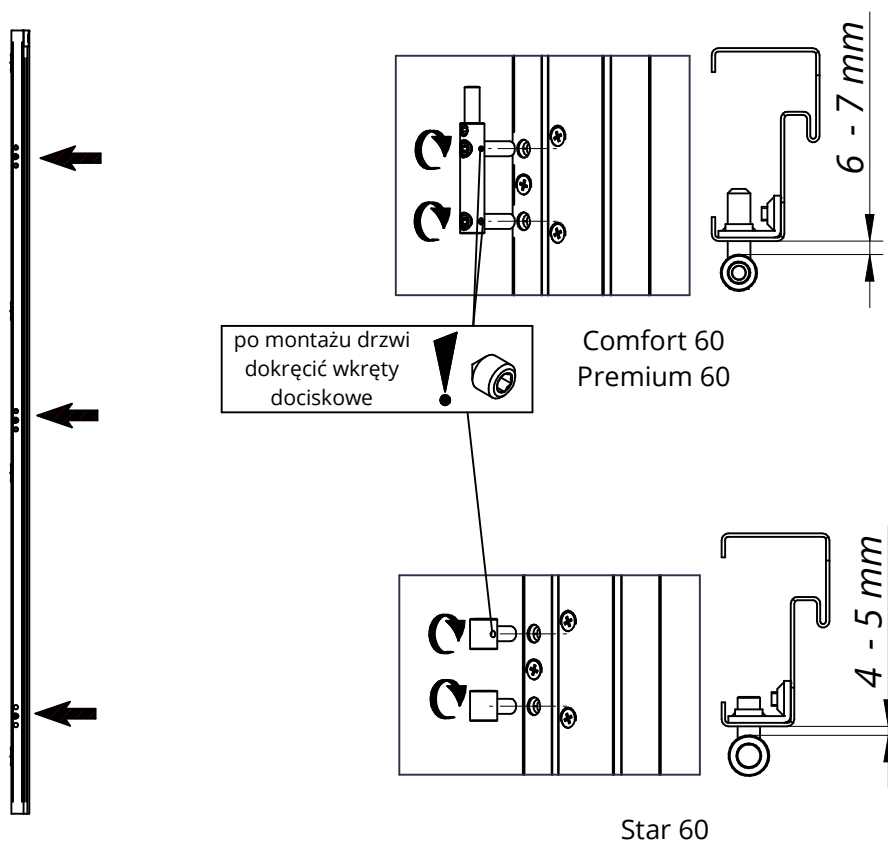 6 - 7 mm
po montażu drzwi
dokręcić wkręty
dociskowe
Comfort 60
Premium 60
4 - 5 mm
Star 60